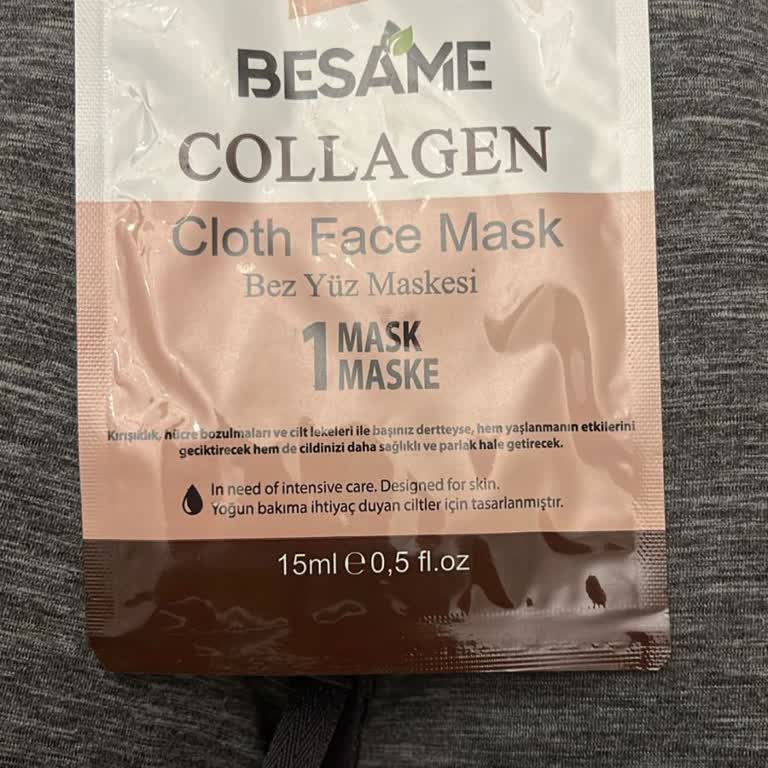 BESAME
COLLAGEN
Cloth Face Mask
Bez Yüz Maskesi
1 MASK
MASKE
Kırışıklık, hücre bozulmaları ve cilt lekeleri ile başınız dertteyse, hem yaşlanmanın etkilerini
geciktirecek hem de cildinizi daha sağlıklı ve parlak hale getirecek.
In need of intensive care. Designed for skin.
Yoğun bakıma ihtiyaç duyan ciltler için tasarlanmıştır.
15ml ℮ 0,5 fl.oz